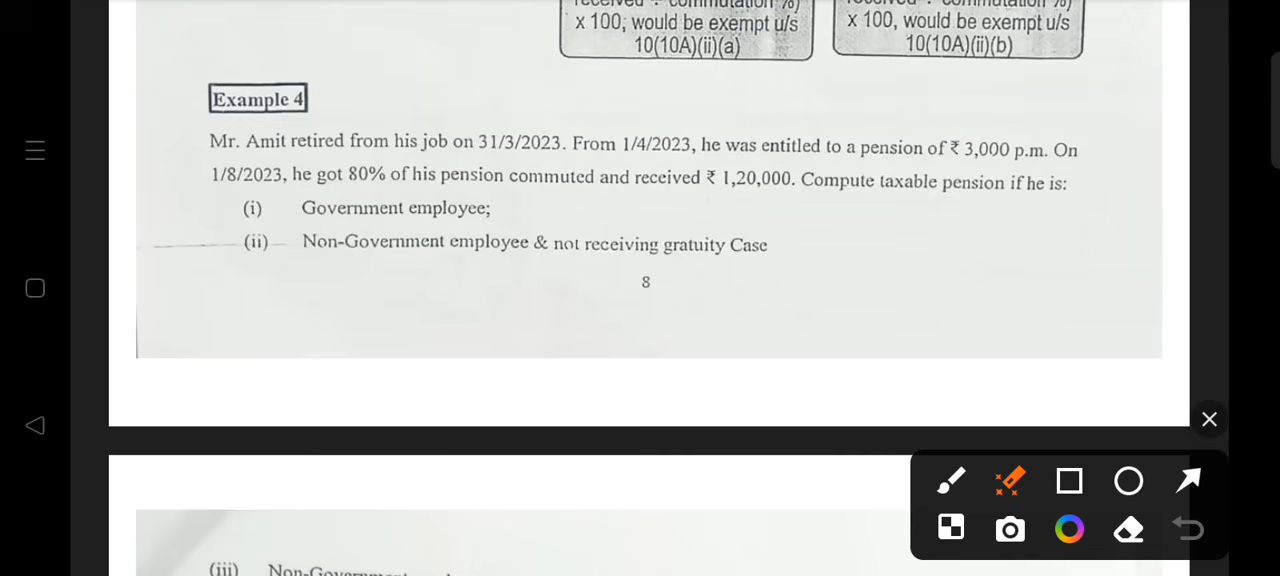 x 100, would be exempt u/s
10(10A)(ii)(a)
x 100, would be exempt u/s
10(10A)(ii)(b)
Example 4
Mr. Amit retired from his job on 31/3/2023. From 1/4/2023, he was entitled to a pension of ₹ 3,000 p.m. On
1/8/2023, he got 80% of his pension commuted and received ₹ 1,20,000. Compute taxable pension if he is:
(i) Government employee;
(ii) Non-Government employee & not receiving gratuity Case
8
(iii)